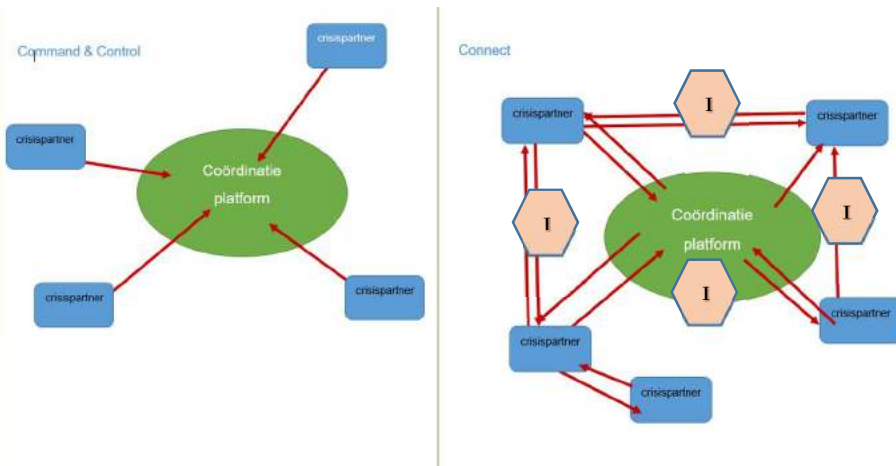 Command & Control
crisispartner
crisispartner
Coördinatie
platform
crisispartner
crisispartner
Connect
I
crisispartner
crisispartner
I
I
Coördinatie
platform
I
crisispartner
crisispartner
crisispartner